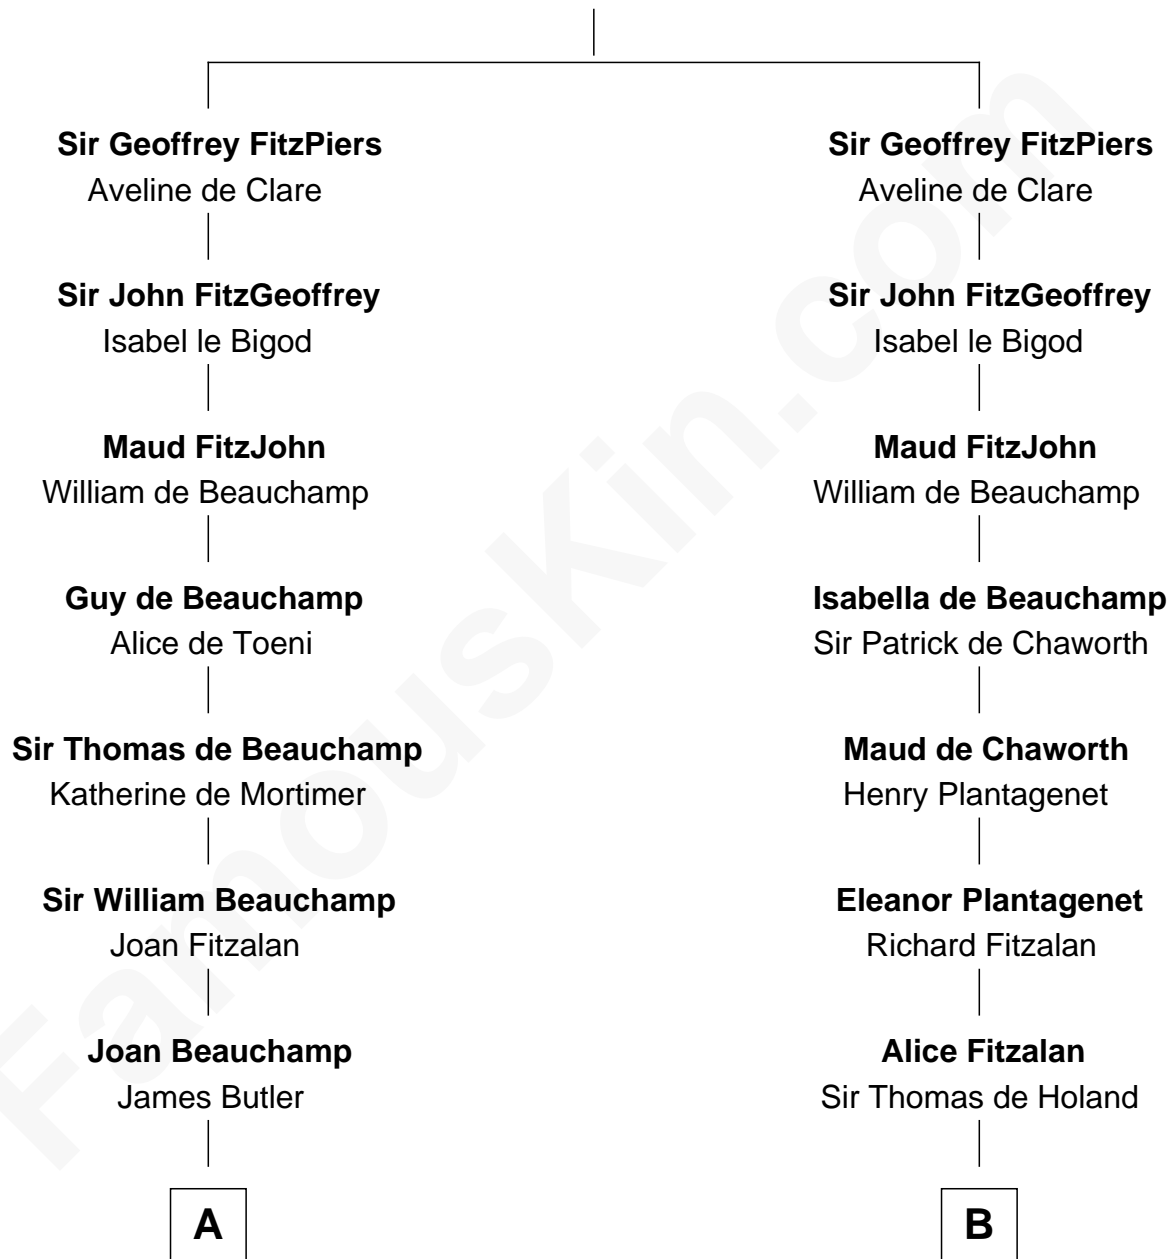 Sir Geoffrey FitzPiers
Aveline de Clare
Sir John FitzGeoffrey
Isabel le Bigod
Maud FitzJohn
William de Beauchamp
Guy de Beauchamp
Alice de Toeni
Sir Thomas de Beauchamp
Katherine de Mortimer
Sir William Beauchamp
Joan Fitzalan
Joan Beauchamp
James Butler
A
Sir Geoffrey FitzPiers
Aveline de Clare
Sir John FitzGeoffrey
Isabel le Bigod
Maud FitzJohn
William de Beauchamp
Isabella de Beauchamp
Sir Patrick de Chaworth
Maud de Chaworth
Henry Plantagenet
Eleanor Plantagenet
Richard Fitzalan
Alice Fitzalan
Sir Thomas de Holand
B
FamousKin.com